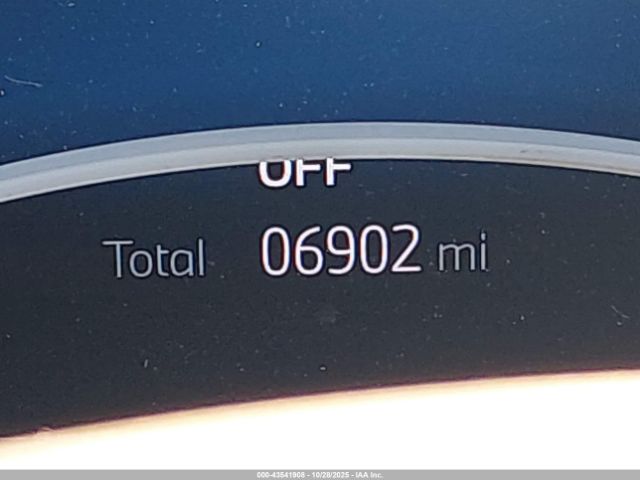 OFF
Total 06902 mi
000-43541908 - 10/28/2025 - IAA Inc.